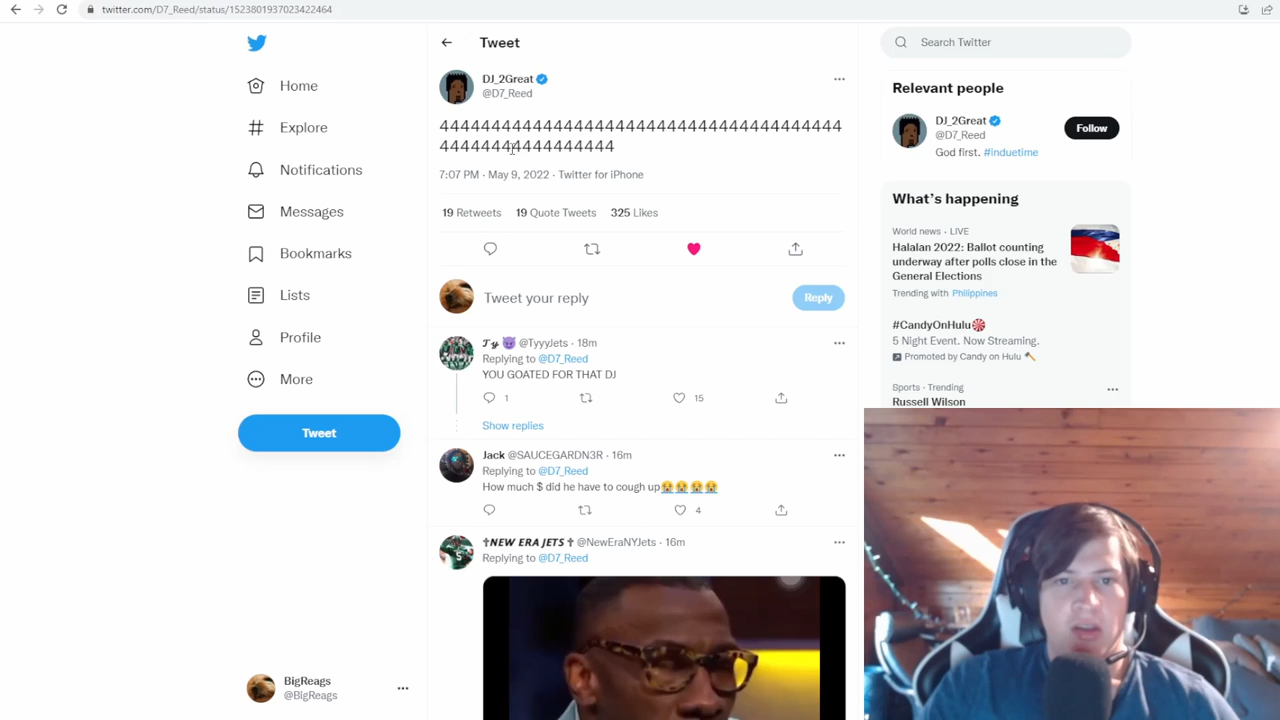 twitter.com/D7_Reed/status/1523801937023422464
Home
Explore
Notifications
Messages
Bookmarks
Lists
Profile
More
Tweet
BigReags
@BigReags
Tweet
DJ_2Great
@D7_Reed
444444444444444444444444444444444444444
44444444444444444
7:07 PM · May 9, 2022 · Twitter for iPhone
19 Retweets 19 Quote Tweets 325 Likes
Tweet your reply
Reply
𝓣𝔂 😈 @TyyyJets · 18m
Replying to @D7_Reed
YOU GOATED FOR THAT DJ
1 15
Show replies
Jack @SAUCEGARDN3R · 16m
Replying to @D7_Reed
How much $ did he have to cough up😭😭😭😭
4
✝NEW ERA JETS✝ @NewEraNYJets · 16m
Replying to @D7_Reed
Search Twitter
Relevant people
DJ_2Great
@D7_Reed
Follow
God first. #induetime
What's happening
World news · LIVE
Halalan 2022: Ballot counting
underway after polls close in the
General Elections
Trending with Philippines
#CandyOnHulu
5 Night Event. Now Streaming.
Promoted by Candy on Hulu 🔨
Sports · Trending
Russell Wilson